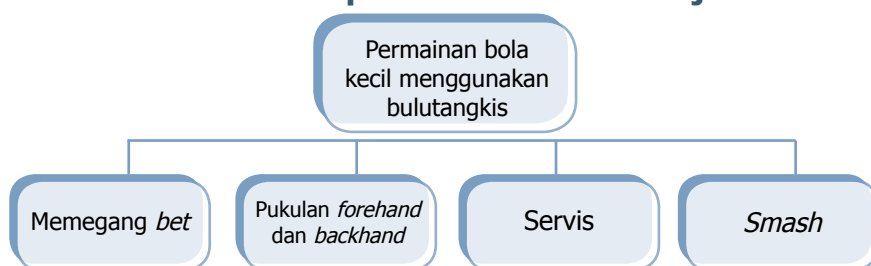 Permainan bola
kecil menggunakan
bulutangkis
Memegang bet
Pukulan forehand
dan backhand
Servis
Smash